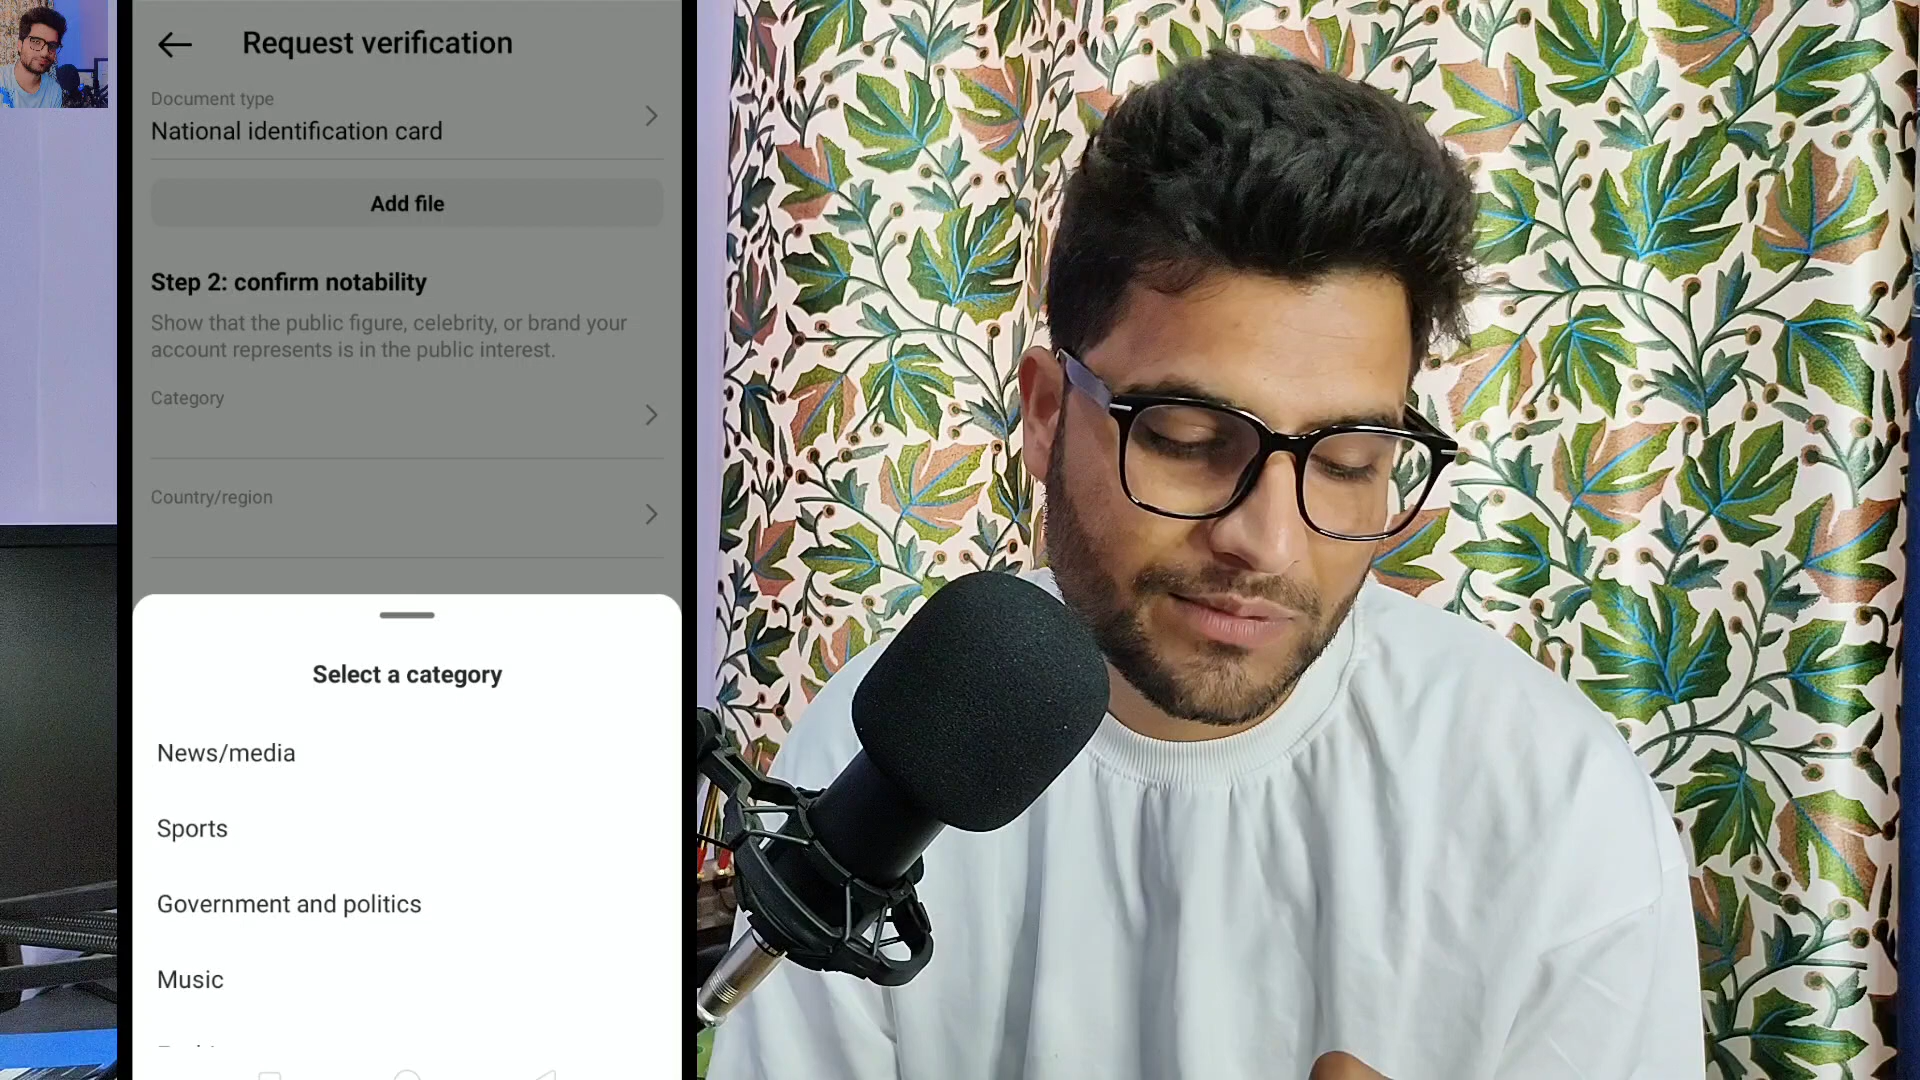 Request verification
Document type
National identification card
Add file
Step 2: confirm notability
Show that the public figure, celebrity, or brand your
account represents is in the public interest.
Category
Country/region
Select a category
News/media
Sports
Government and politics
Music